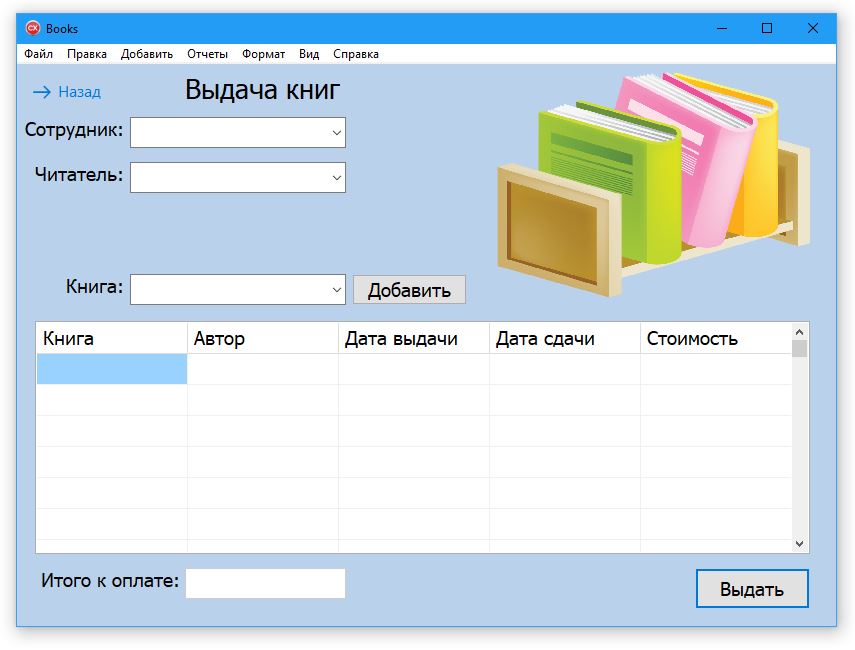 Books
Файл Правка Добавить Отчеты Формат Вид Справка
Назад
Выдача книг
Сотрудник:
Читатель:
Книга: Добавить
Книга Автор Дата выдачи Дата сдачи Стоимость
Итого к оплате: Выдать